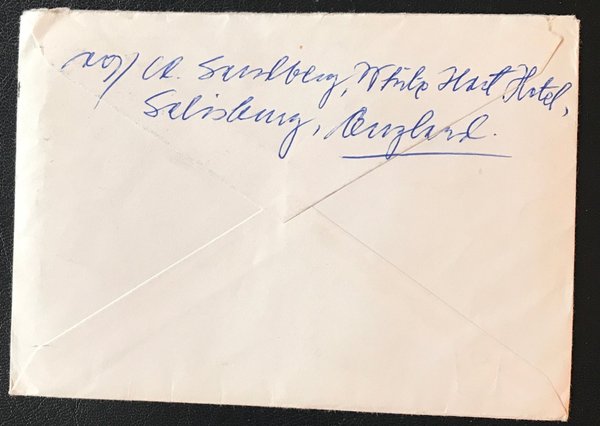 A. Sandberg, White Hart Hotel,
Salisbury, England.